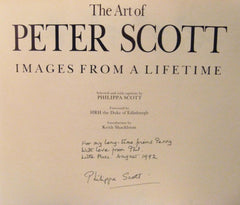 The Art of
PETER SCOTT
IMAGES FROM A LIFETIME
Selected and with captions by
PHILIPPA SCOTT
Foreword by
HRH the Duke of Edinburgh
Introduction by
Keith Shackleton
For my long-time friend Penny
With love from Phil.
August 1992
Philippa Scott